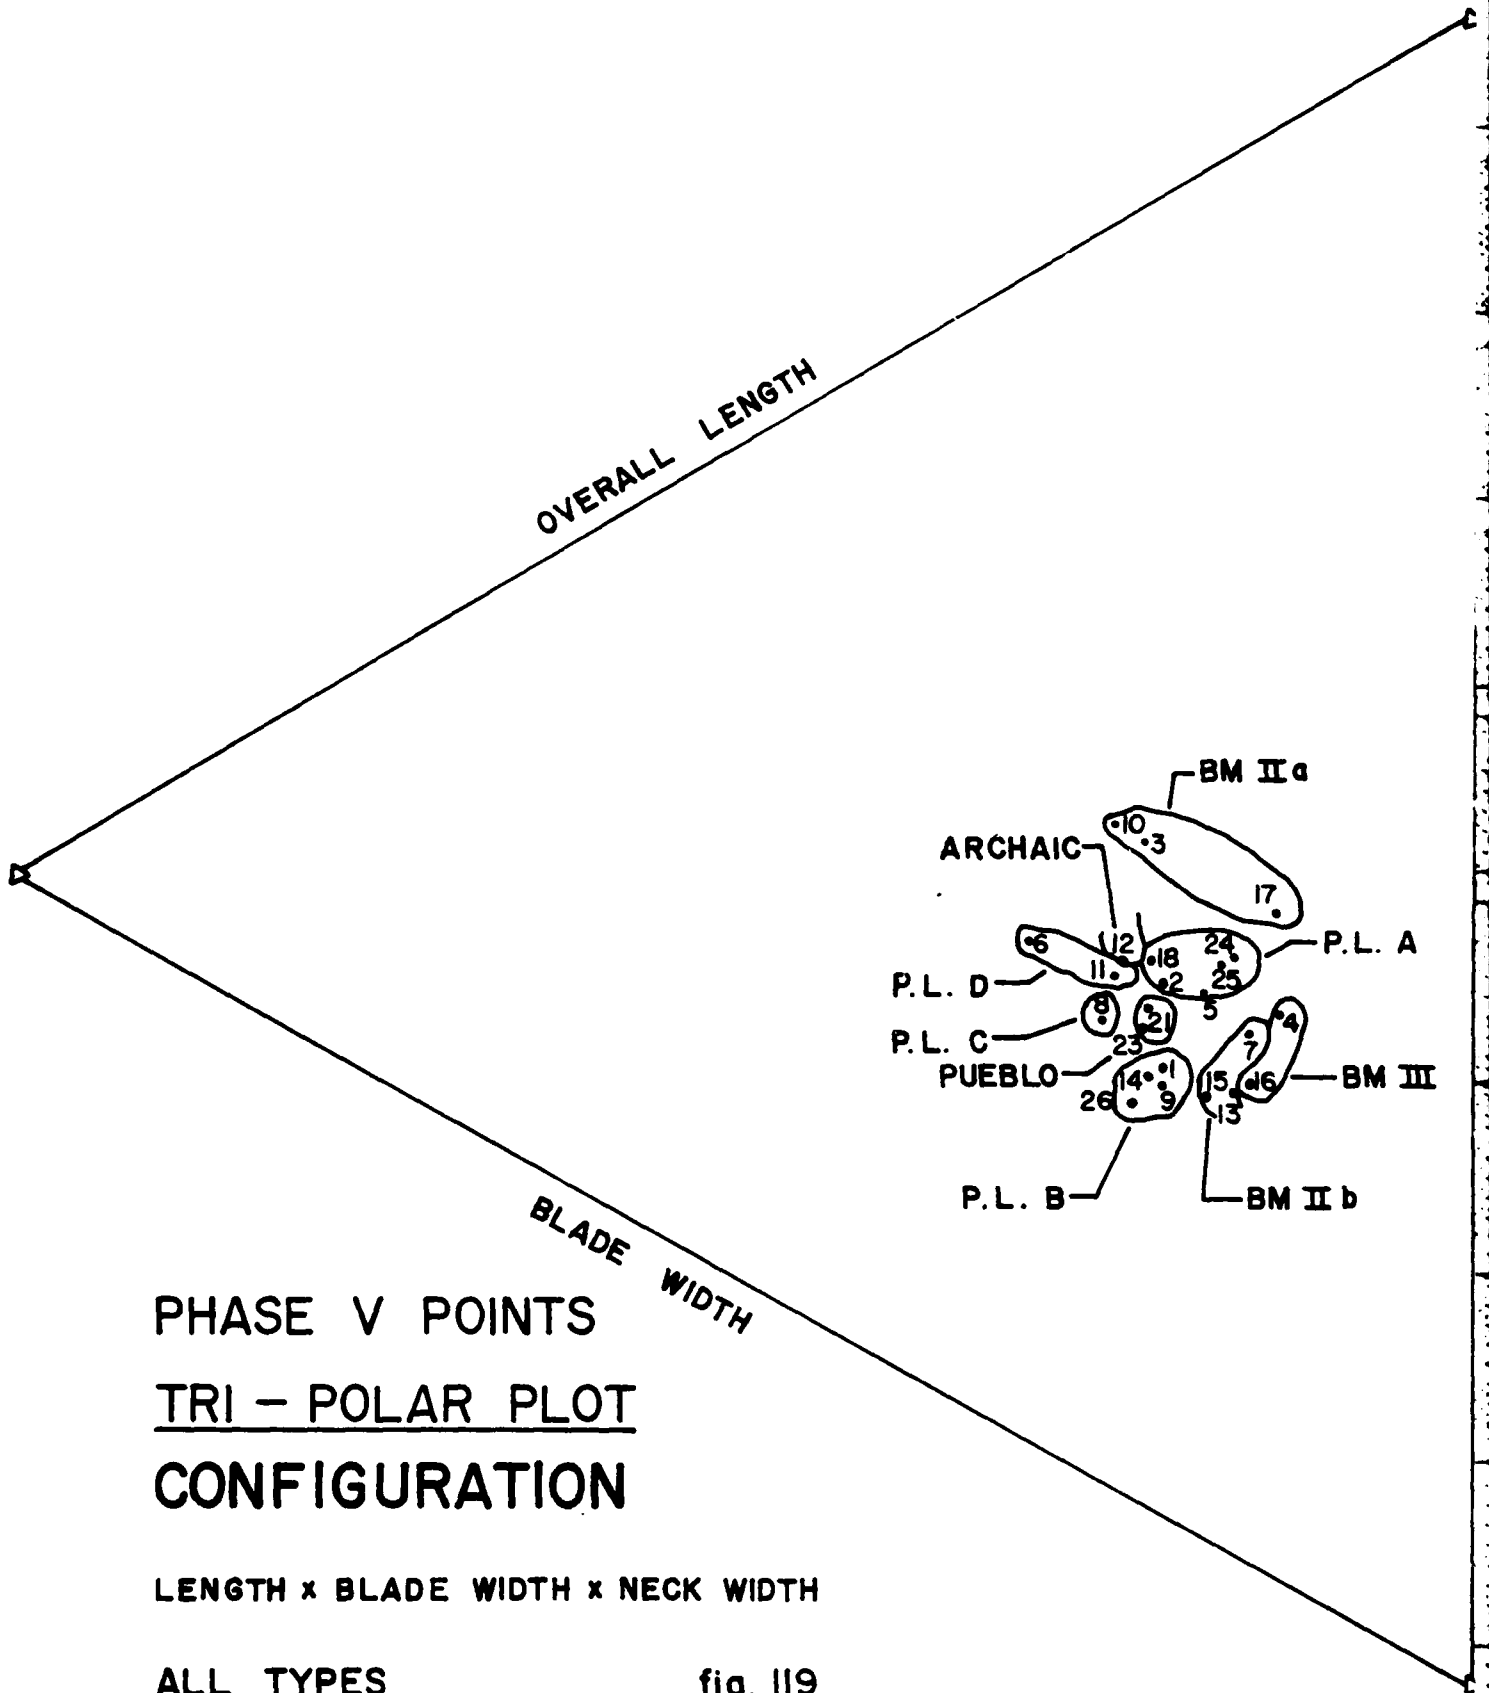 OVERALL LENGTH
BM II a
10
3
ARCHAIC
17
6
12
18
24
P.L. A
11
2
25
P.L. D
5
8
21
4
P.L. C
23
7
PUEBLO
14
1
15
16
BM III
26
9
13
P.L. B
BM II b
BLADE WIDTH
PHASE V POINTS
TRI - POLAR PLOT
CONFIGURATION
LENGTH x BLADE WIDTH x NECK WIDTH
ALL TYPES fig. 119